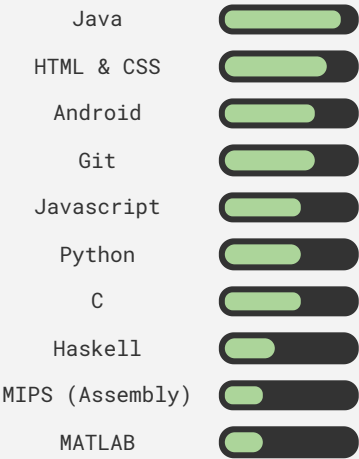 Java
HTML & CSS
Android
Git
Javascript
Python
C
Haskell
MIPS (Assembly)
MATLAB